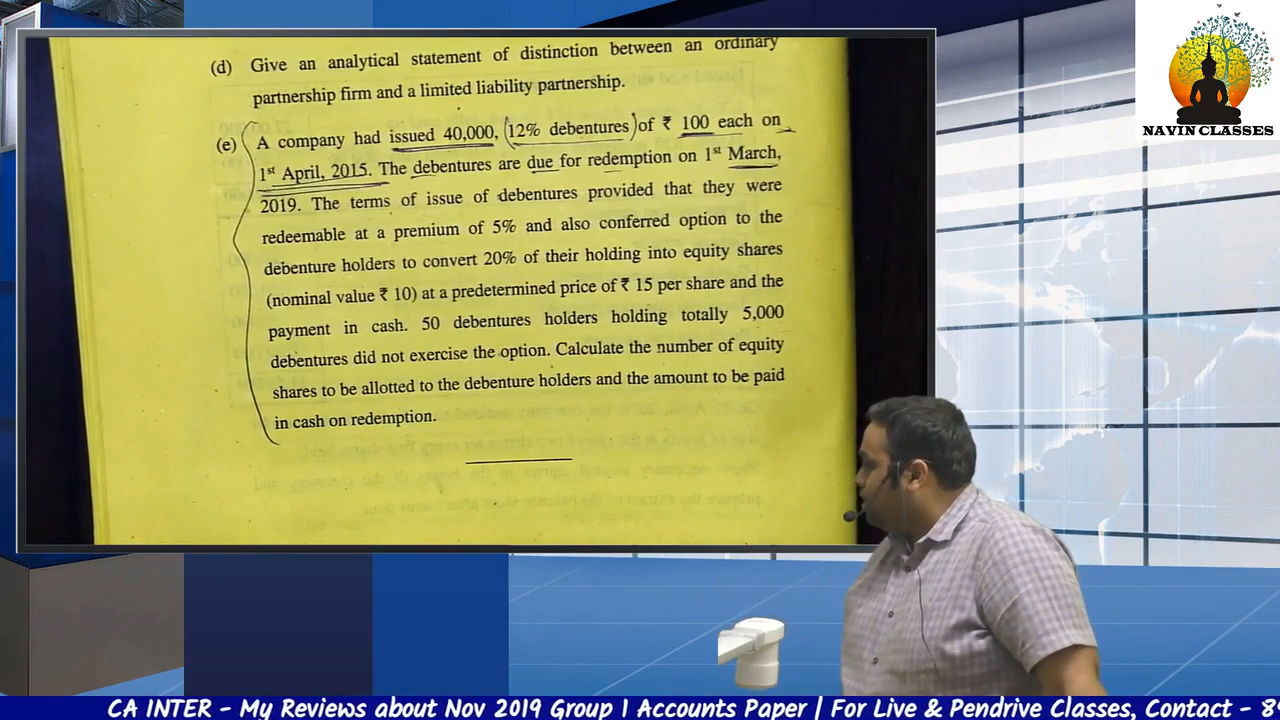 (d) Give an analytical statement of distinction between an ordinary
partnership firm and a limited liability partnership.
(e) A company had issued 40,000, 12% debentures of ₹ 100 each on
1st April, 2015. The debentures are due for redemption on 1st March,
2019. The terms of issue of debentures provided that they were
redeemable at a premium of 5% and also conferred option to the
debenture holders to convert 20% of their holding into equity shares
(nominal value ₹ 10) at a predetermined price of ₹ 15 per share and the
payment in cash. 50 debentures holders holding totally 5,000
debentures did not exercise the option. Calculate the number of equity
shares to be allotted to the debenture holders and the amount to be paid
in cash on redemption.
NAVIN CLASSES
CA INTER - My Reviews about Nov 2019 Group 1 Accounts Paper | For Live & Pendrive Classes, Contact - 8